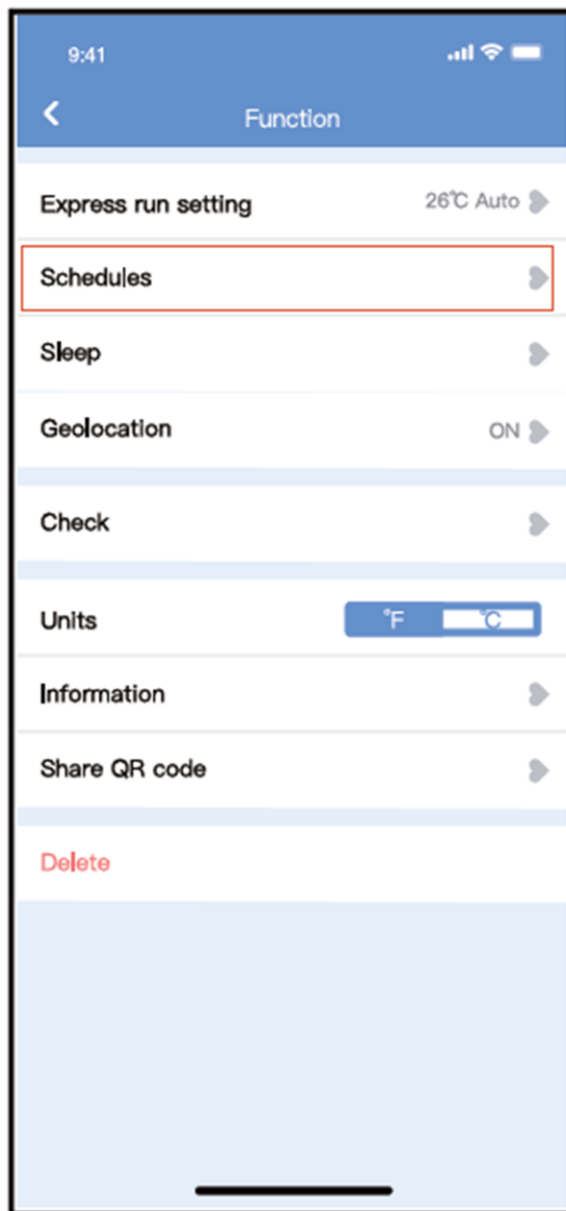 9:41
Function
Express run setting 26℃ Auto
Schedules
Sleep
Geolocation ON
Check
Units °F ℃
Information
Share QR code
Delete